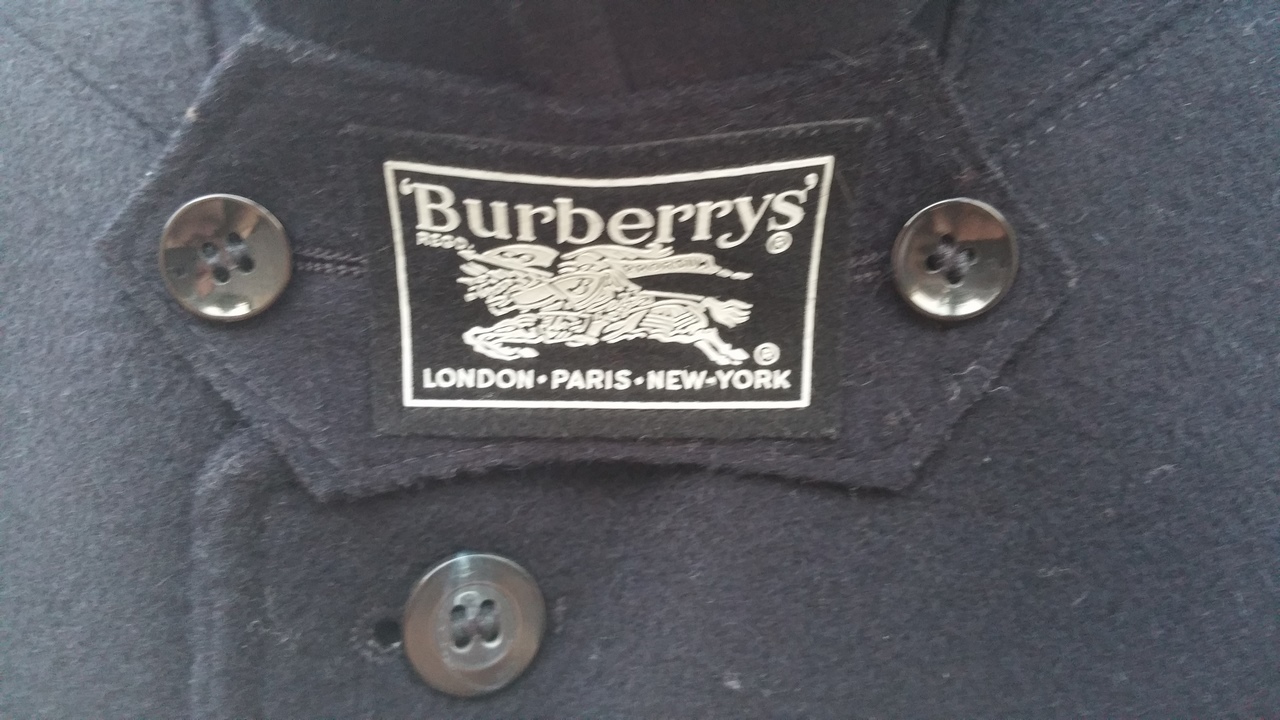 'Burberrys'
REGD. ®
®
LONDON·PARIS·NEW-YORK